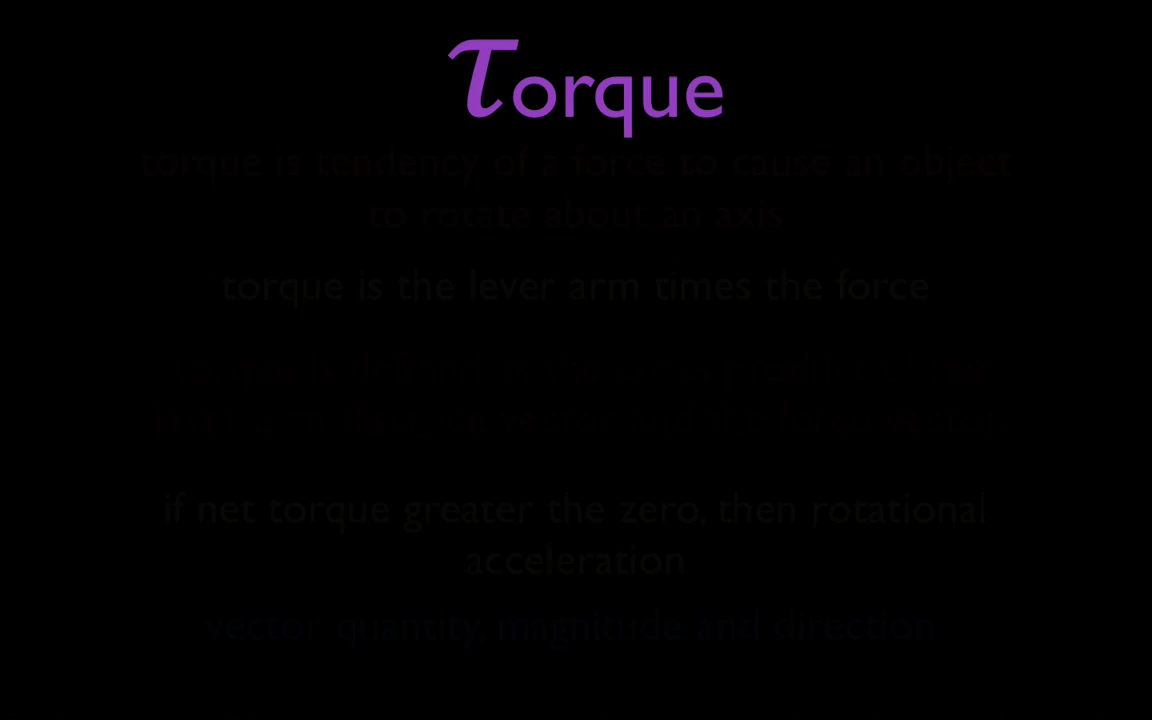 τorque
torque is tendency of a force to cause an object
to rotate about an axis
torque is the lever arm times the force
if net torque greater the zero, then rotational
acceleration
vector quantity, magnitude and direction